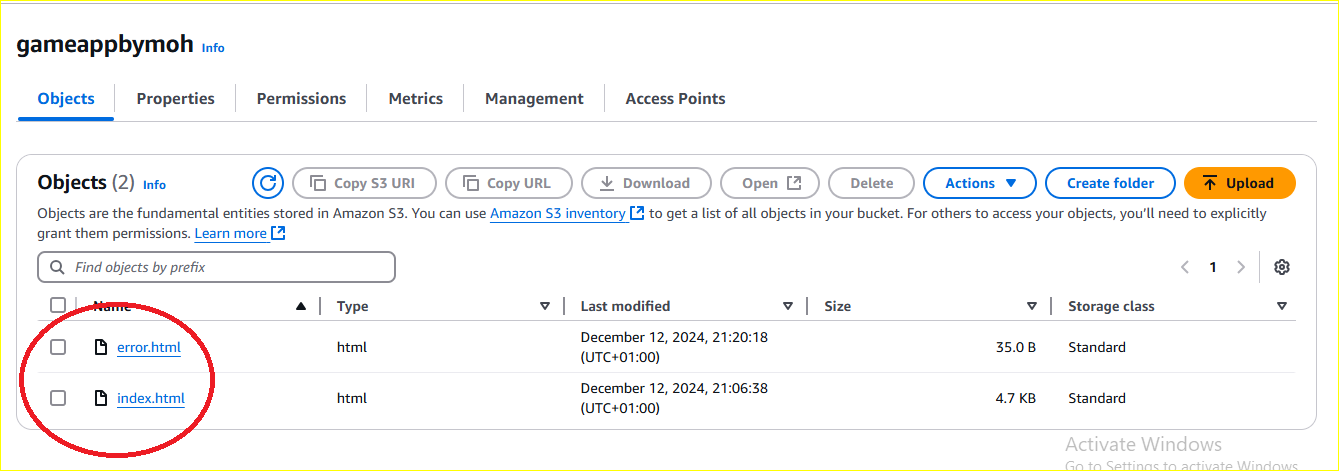 gameappbymoh Info
Objects Properties Permissions Metrics Management Access Points
Objects (2) Info Copy S3 URI Copy URL Download Open Delete Actions Create folder Upload
Objects are the fundamental entities stored in Amazon S3. You can use Amazon S3 inventory to get a list of all objects in your bucket. For others to access your objects, you'll need to explicitly
grant them permissions. Learn more
Find objects by prefix 1
Name Type Last modified Size Storage class
error.html html December 12, 2024, 21:20:18 (UTC+01:00) 35.0 B Standard
index.html html December 12, 2024, 21:06:38 (UTC+01:00) 4.7 KB Standard
Activate Windows
Go to Settings to activate Windows.